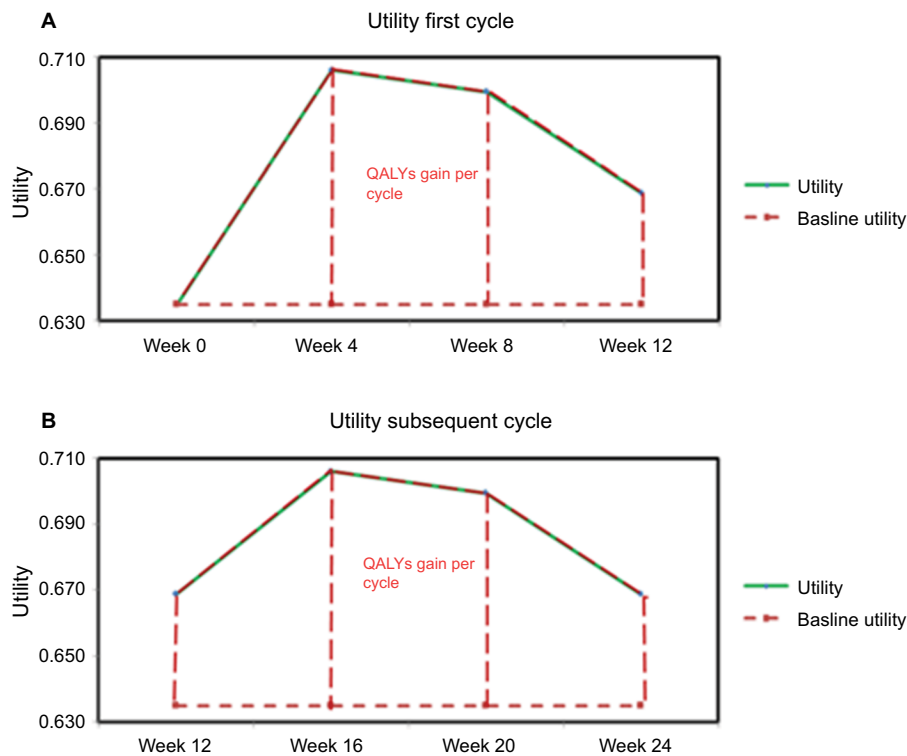 A
Utility first cycle
Utility
0.710
0.690
0.670
0.650
0.630
QALYs gain per
cycle
Week 0
Week 4
Week 8
Week 12
Utility
Basline utility
B
Utility subsequent cycle
Utility
0.710
0.690
0.670
0.650
0.630
QALYs gain per
cycle
Week 12
Week 16
Week 20
Week 24
Utility
Basline utility